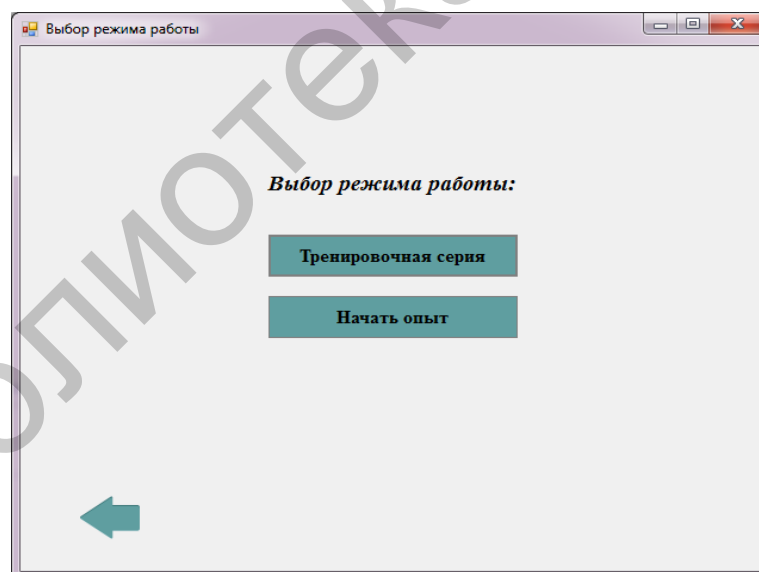 Выбор режима работы
Выбор режима работы:
Тренировочная серия
Начать опыт